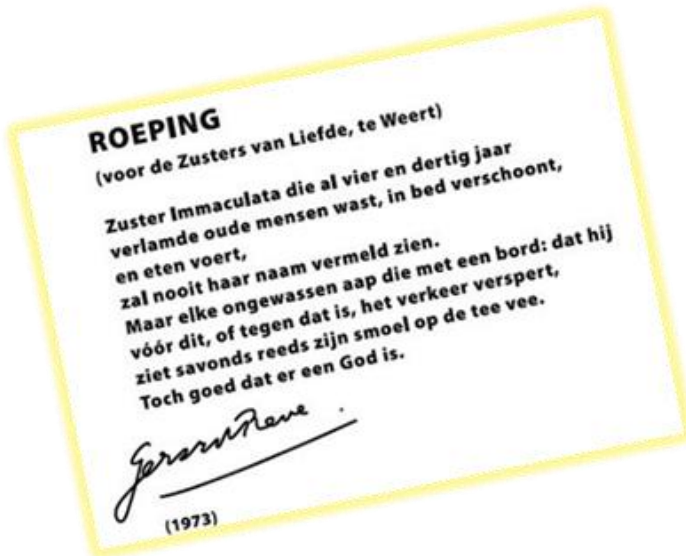 ROEPING
(voor de Zusters van Liefde, te Weert)
Zuster Immaculata die al vier en dertig jaar
verlamde oude mensen wast, in bed verschoont,
en eten voert,
zal nooit haar naam vermeld zien.
Maar elke ongewassen aap die met een bord: dat hij
vóór dit, of tegen dat is, het verkeer verspert,
ziet savonds reeds zijn smoel op de tee vee.
Toch goed dat er een God is.
Gerard Reve.
(1973)